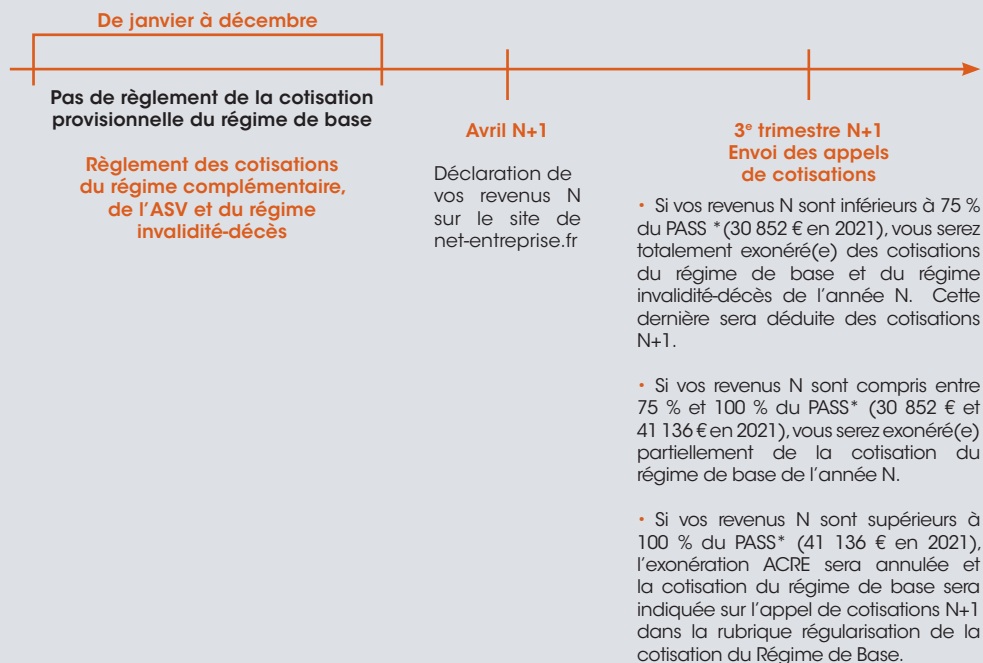 De janvier à décembre
Pas de règlement de la cotisation
provisionnelle du régime de base
Règlement des cotisations
du régime complémentaire,
de l'ASV et du régime
invalidité-décès
Avril N+1
Déclaration de
vos revenus N
sur le site de
net-entreprise.fr
3e trimestre N+1
Envoi des appels
de cotisations
• Si vos revenus N sont inférieurs à 75 %
du PASS *(30 852 € en 2021), vous serez
totalement exonéré(e) des cotisations
du régime de base et du régime
invalidité-décès de l'année N. Cette
dernière sera déduite des cotisations
N+1.
• Si vos revenus N sont compris entre
75 % et 100 % du PASS* (30 852 € et
41 136 € en 2021), vous serez exonéré(e)
partiellement de la cotisation du
régime de base de l'année N.
• Si vos revenus N sont supérieurs à
100 % du PASS* (41 136 € en 2021),
l'exonération ACRE sera annulée et
la cotisation du régime de base sera
indiquée sur l'appel de cotisations N+1
dans la rubrique régularisation de la
cotisation du Régime de Base.